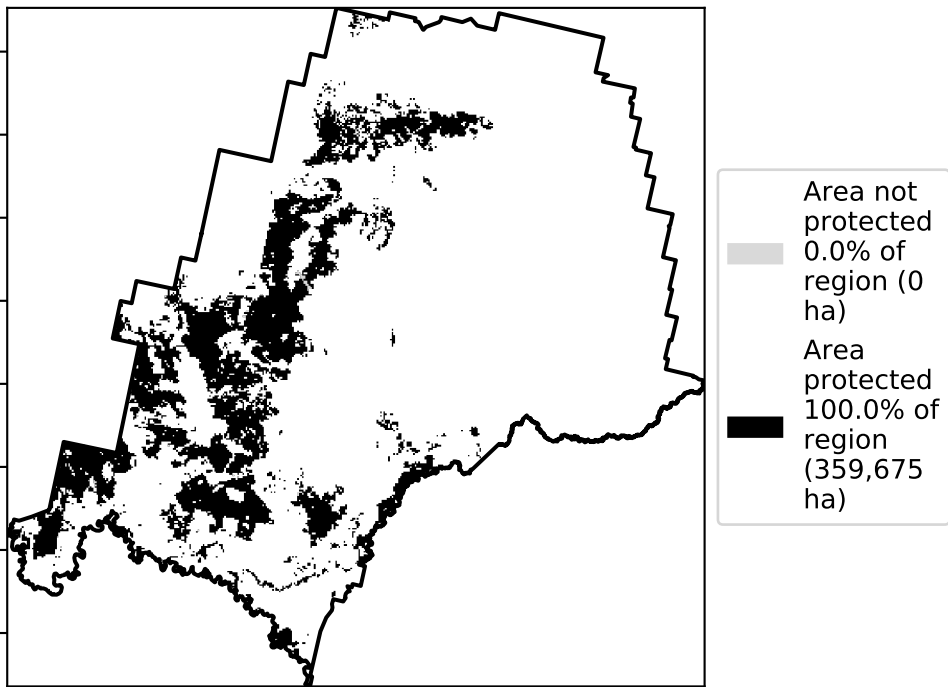 Area not
protected
0.0% of
region (0
ha)
Area
protected
100.0% of
region
(359,675
ha)